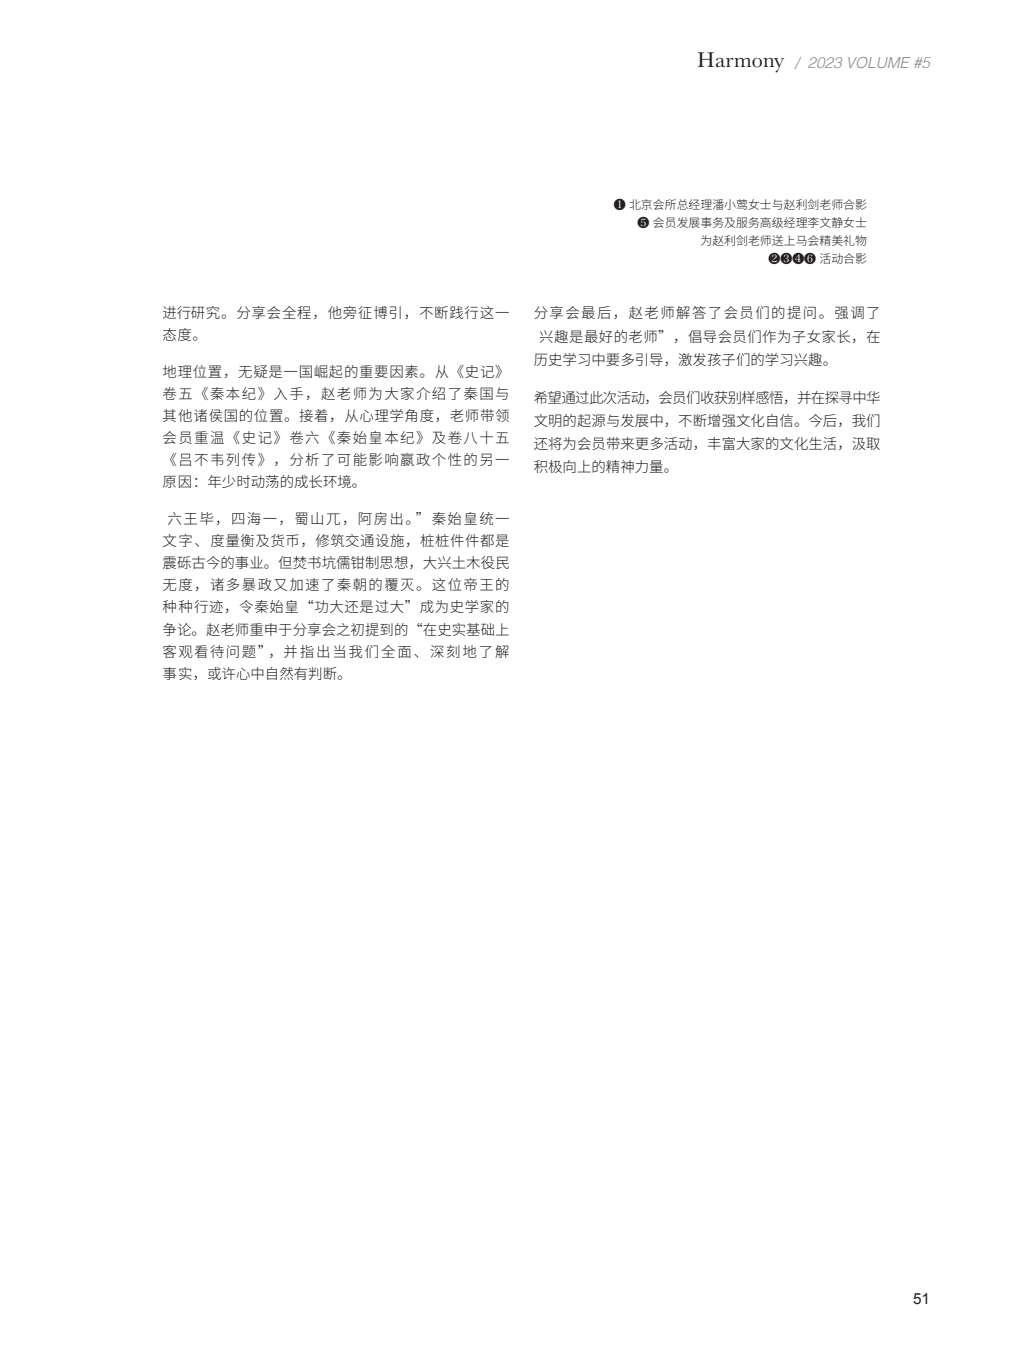 Harmony / 2023 VOLUME #5
❶ 北京会所总经理潘小莺女士与赵利剑老师合影
❺ 会员发展事务及服务高级经理李文静女士
为赵利剑老师送上马会精美礼物
❷❸❹❻ 活动合影
进行研究。分享会全程，他旁征博引，不断践行这一
态度。
地理位置，无疑是一国崛起的重要因素。从《史记》
卷五《秦本纪》入手，赵老师为大家介绍了秦国与
其他诸侯国的位置。接着，从心理学角度，老师带领
会员重温《史记》卷六《秦始皇本纪》及卷八十五
《吕不韦列传》，分析了可能影响嬴政个性的另一
原因：年少时动荡的成长环境。
六王毕，四海一，蜀山兀，阿房出。”秦始皇统一
文字、度量衡及货币，修筑交通设施，桩桩件件都是
震砾古今的事业。但焚书坑儒钳制思想，大兴土木役民
无度，诸多暴政又加速了秦朝的覆灭。这位帝王的
种种行迹，令秦始皇“功大还是过大”成为史学家的
争论。赵老师重申于分享会之初提到的“在史实基础上
客观看待问题”，并指出当我们全面、深刻地了解
事实，或许心中自然有判断。
分享会最后，赵老师解答了会员们的提问。强调了
兴趣是最好的老师”，倡导会员们作为子女家长，在
历史学习中要多引导，激发孩子们的学习兴趣。
希望通过此次活动，会员们收获别样感悟，并在探寻中华
文明的起源与发展中，不断增强文化自信。今后，我们
还将为会员带来更多活动，丰富大家的文化生活，汲取
积极向上的精神力量。
51